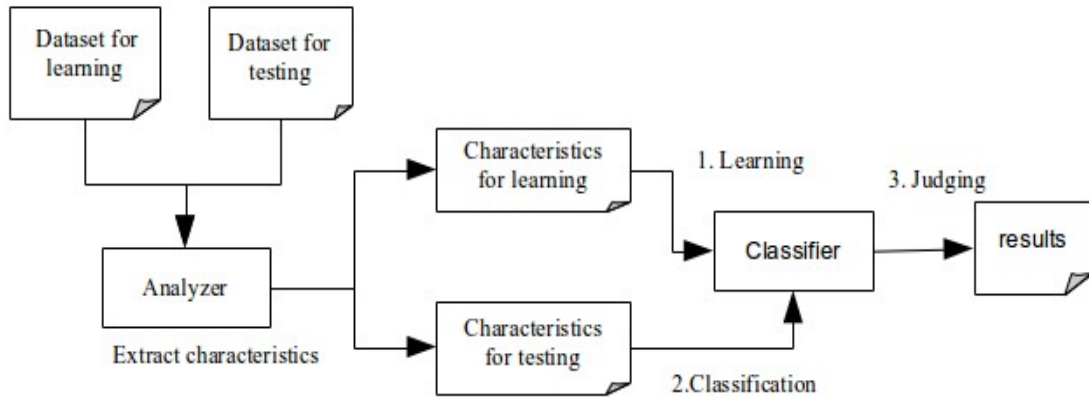 Dataset for
learning
Dataset for
testing
Characteristics
for learning
1. Learning
3. Judging
Analyzer
Extract characteristics
Classifier
results
Characteristics
for testing
2.Classification